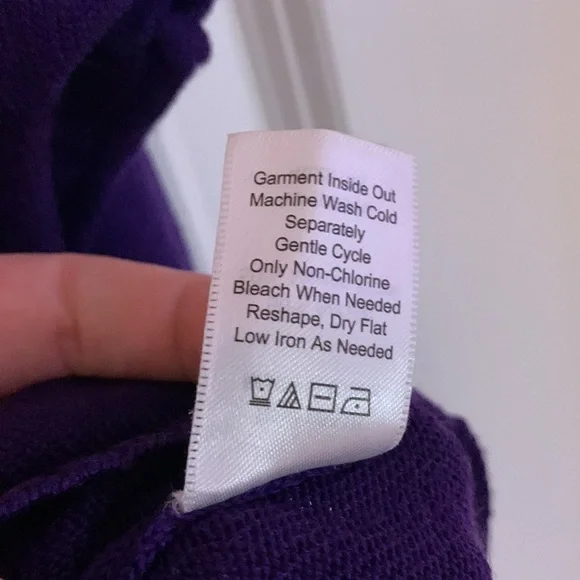 Garment Inside Out
Machine Wash Cold
Separately
Gentle Cycle
Only Non-Chlorine
Bleach When Needed
Reshape, Dry Flat
Low Iron As Needed